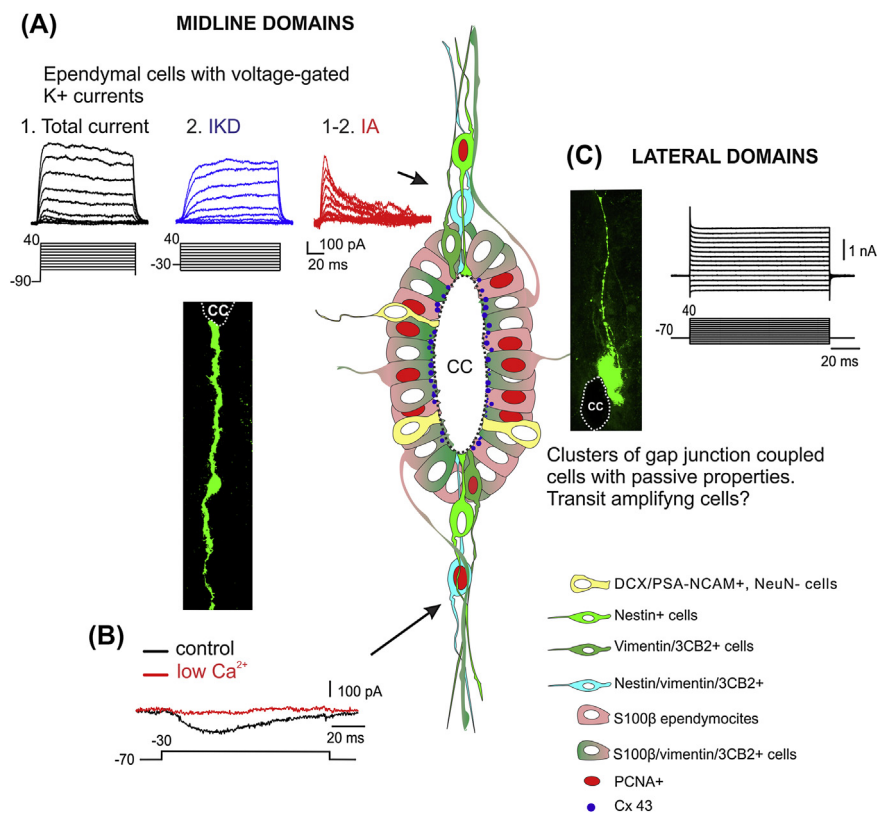 (A) MIDLINE DOMAINS
Ependymal cells with voltage-gated
K+ currents
1. Total current 2. IKD 1-2. IA
40
-90
40
-30
100 pA
20 ms
CC
CC
(C) LATERAL DOMAINS
CC
1 nA
40
-70
20 ms
Clusters of gap junction coupled
cells with passive properties.
Transit amplifyng cells?
(B)
control
low Ca²⁺
100 pA
20 ms
-30
-70
DCX/PSA-NCAM+, NeuN- cells
Nestin+ cells
Vimentin/3CB2+ cells
Nestin/vimentin/3CB2+
S100β ependymocites
S100β/vimentin/3CB2+ cells
PCNA+
Cx 43